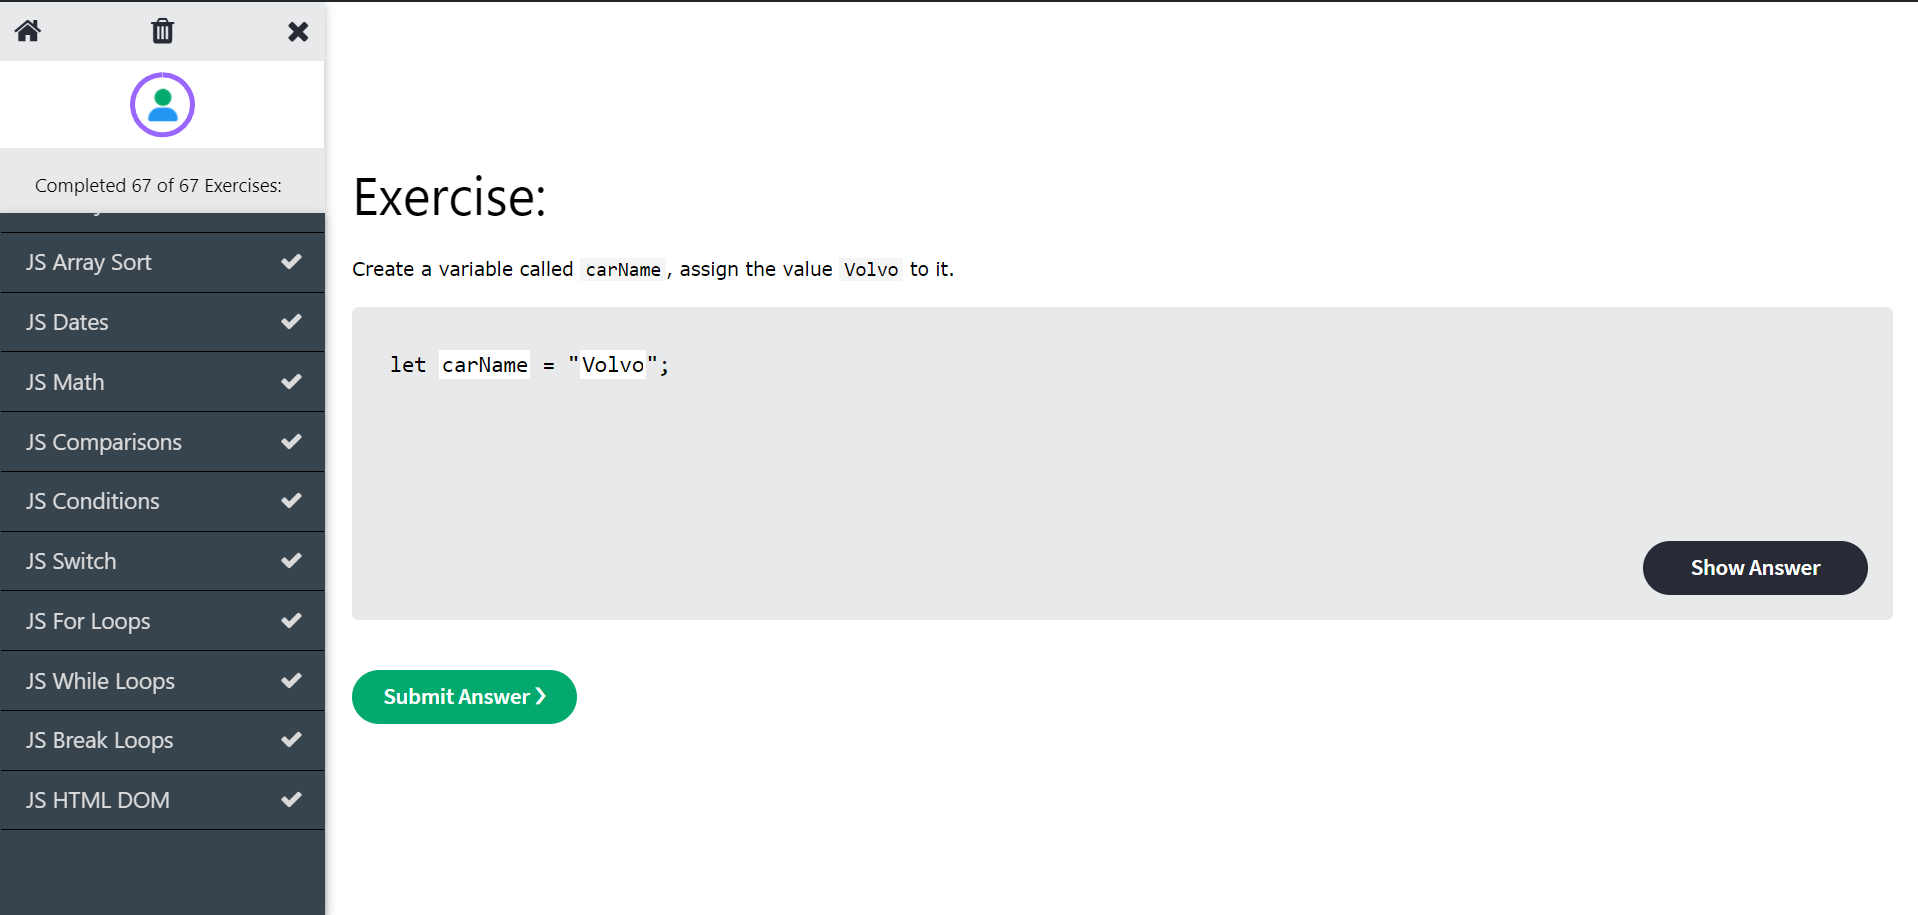 Completed 67 of 67 Exercises:
JS Array Sort
JS Dates
JS Math
JS Comparisons
JS Conditions
JS Switch
JS For Loops
JS While Loops
JS Break Loops
JS HTML DOM
Exercise:
Create a variable called carName, assign the value Volvo to it.
let carName = "Volvo";
Show Answer
Submit Answer ❯